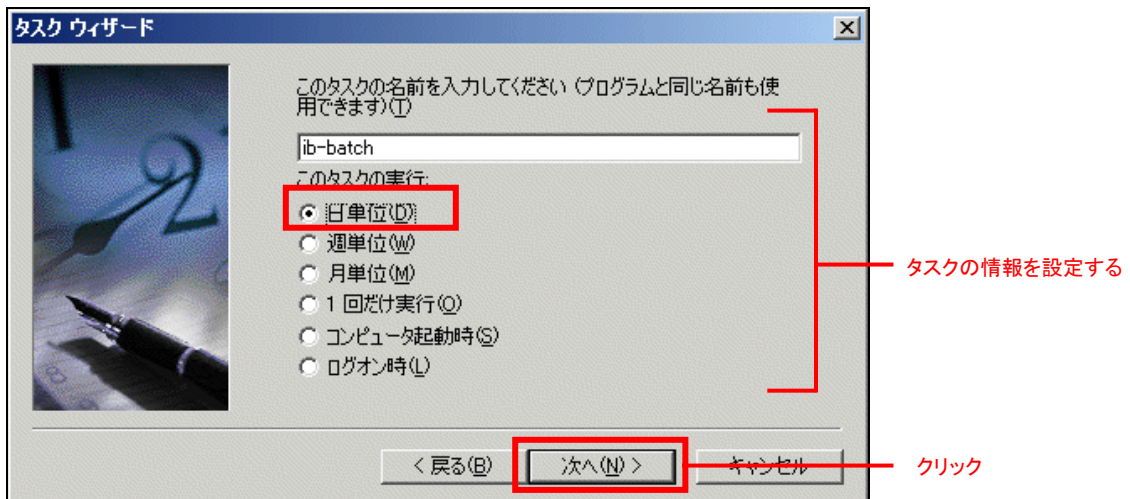 タスク ウィザード
このタスクの名前を入力してください (プログラムと同じ名前も使
用できます)(T)
ib-batch
このタスクの実行:
日単位(D)
週単位(W)
月単位(M)
1 回だけ実行(O)
コンピュータ起動時(S)
ログオン時(L)
タスクの情報を設定する
< 戻る(B)
次へ(N) >
キャンセル
クリック